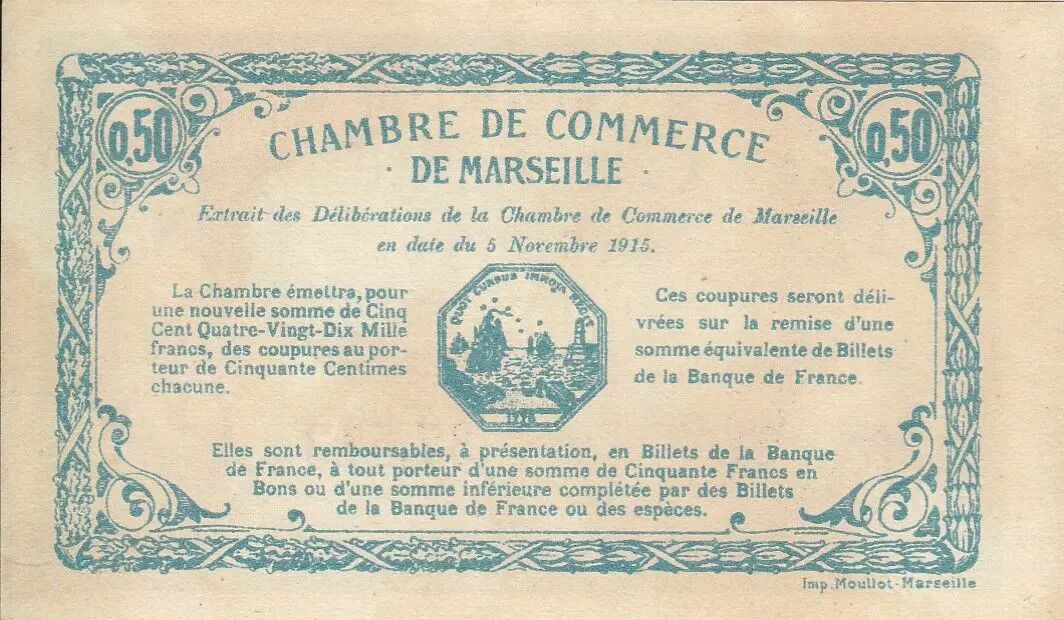 0,50
0,50
CHAMBRE DE COMMERCE
· DE MARSEILLE ·
Extrait des Délibérations de la Chambre de Commerce de Marseille
en date du 5 Novembre 1915.
La Chambre émettra, pour
une nouvelle somme de Cinq
Cent Quatre-Vingt-Dix Mille
francs, des coupures au por-
teur de Cinquante Centimes
chacune.
IMMOTA REGIT
Ces coupures seront déli-
vrées sur la remise d'une
somme équivalente de Billets
de la Banque de France.
Elles sont remboursables, à présentation, en Billets de la Banque
de France, à tout porteur d'une somme de Cinquante Francs en
Bons ou d'une somme inférieure complétée par des Billets
de la Banque de France ou des espèces.
Imp. Moullot-Marseille